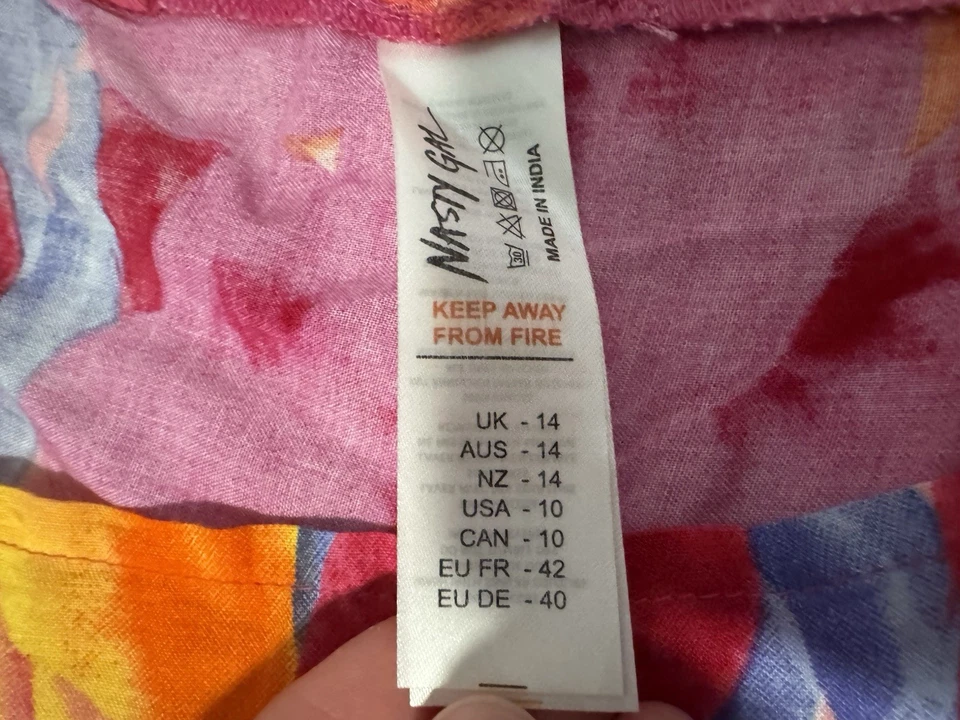 NASTY GAL
30
MADE IN INDIA
KEEP AWAY
FROM FIRE
UK - 14
AUS - 14
NZ - 14
USA - 10
CAN - 10
EU FR - 42
EU DE - 40